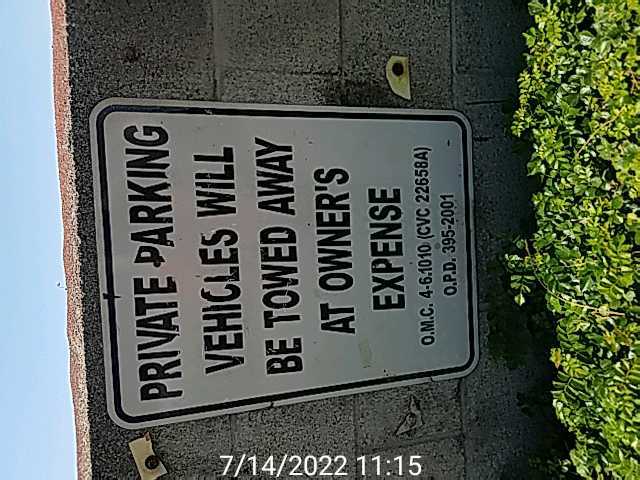 PRIVATE PARKING
VEHICLES WILL
BE TOWED AWAY
AT OWNER'S
EXPENSE
O.M.C. 4-6.1010 (CVC 22658A)
O.P.D. 395-2001
7/14/2022 11:15